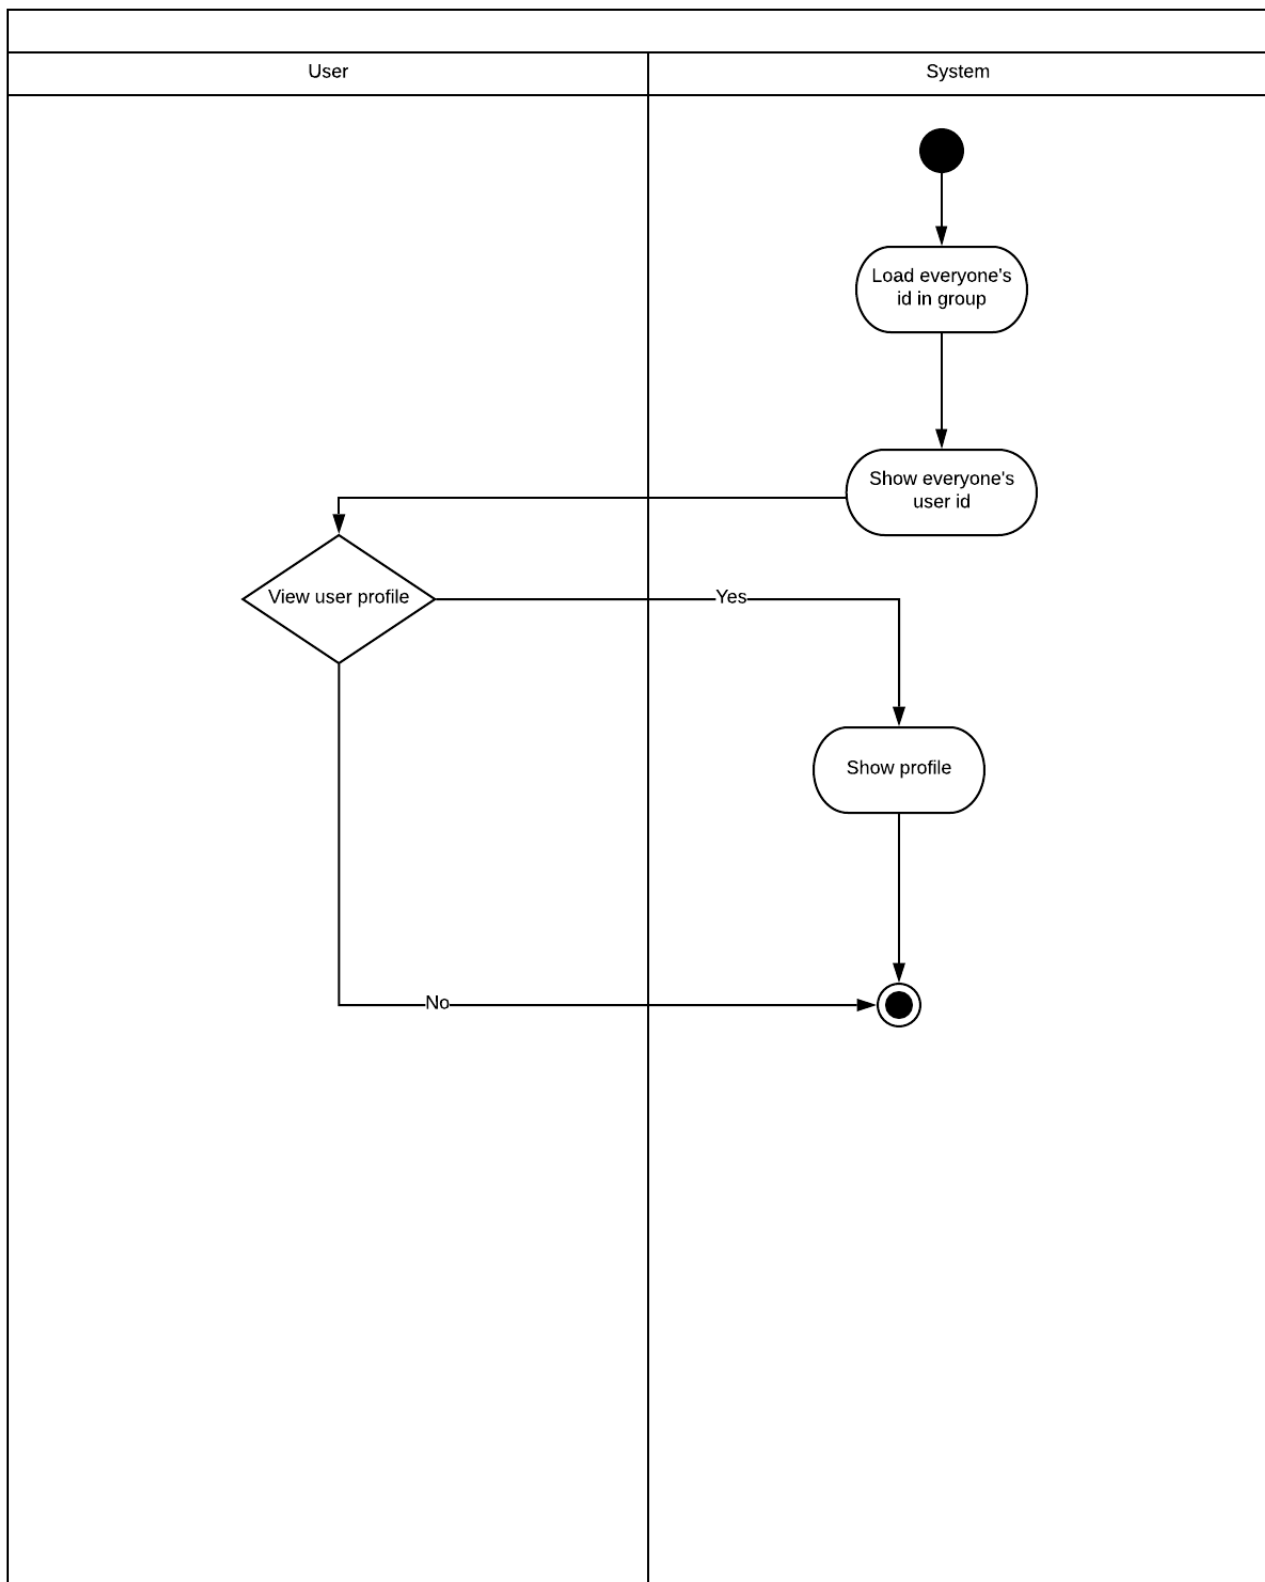 User
System
Load everyone's
id in group
Show everyone's
user id
View user profile
Yes
Show profile
No